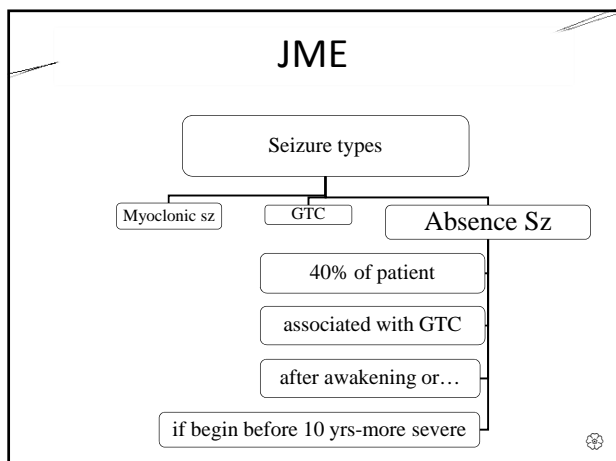 JME
Seizure types
Myoclonic sz
GTC
Absence Sz
40% of patient
associated with GTC
after awakening or…
if begin before 10 yrs-more severe